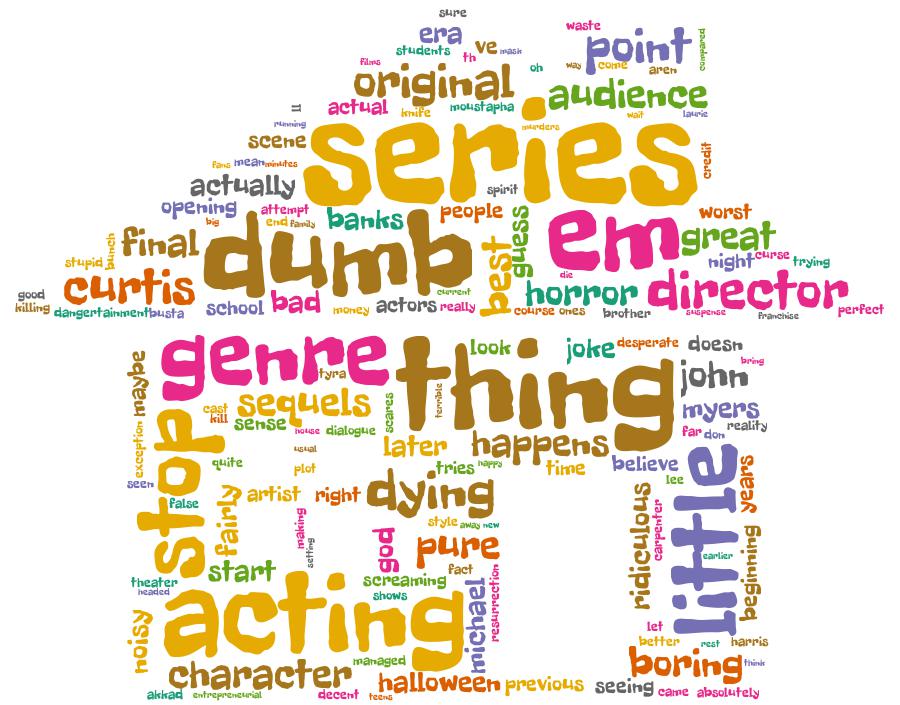 sure
waste
era
students
ve
mask
th
films
point
compared
oh
way
come
aren
original
actual
knife
moustapha
audience
wait
laurie
ll
running
scene
series
murders
credit
fans
mean
minutes
actually
spirit
opening
big
attempt
end
family
banks
people
guess
em
worst
great
stupid
bunch
final
dumb
best
night
curse
trying
die
good
killing
curtis
dangertainment
busta
school
bad
money
actors
current
really
course
ones
horror
brother
director
suspense
franchise
perfect
maybe
genre
tyra
thing
look
joke
desperate
doesn
bring
john
cast
kill
sequels
sense
house
dialogue
scares
terrible
myers
reality
far
don
stop
exception
usual
later
happens
quite
plot
tries
happy
time
believe
lee
little
years
seen
false
fairly
artist
right
dying
style
away
new
ridiculous
carpenter
making
setting
god
pure
earlier
beginning
start
fact
screaming
theater
headed
shows
acting
michael
resurrection
noisy
let
better
rest
harris
character
managed
boring
think
akkad
entrepreneurial
decent
teens
halloween
previous
seeing
came
absolutely